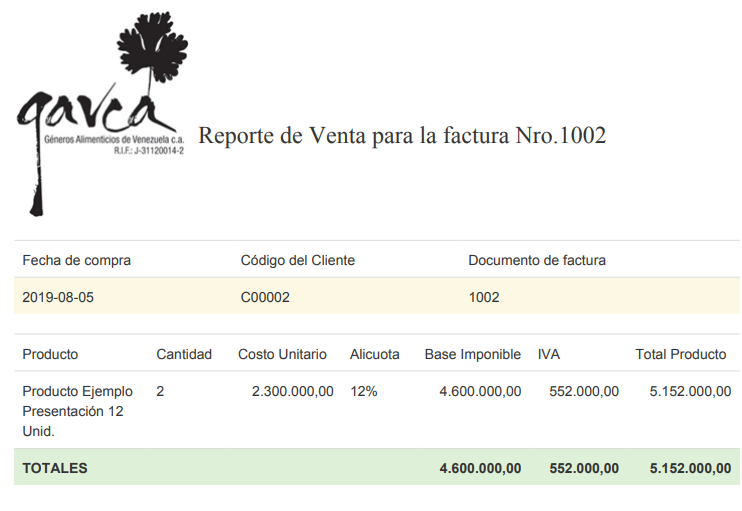 gavca
Géneros Alimenticios de Venezuela c.a.
R.I.F.: J-31120014-2
Reporte de Venta para la factura Nro.1002
Fecha de compra Código del Cliente Documento de factura
2019-08-05 C00002 1002
Producto Cantidad Costo Unitario Alicuota Base Imponible IVA Total Producto
Producto Ejemplo 2 2.300.000,00 12% 4.600.000,00 552.000,00 5.152.000,00
Presentación 12
Unid.
TOTALES 4.600.000,00 552.000,00 5.152.000,00